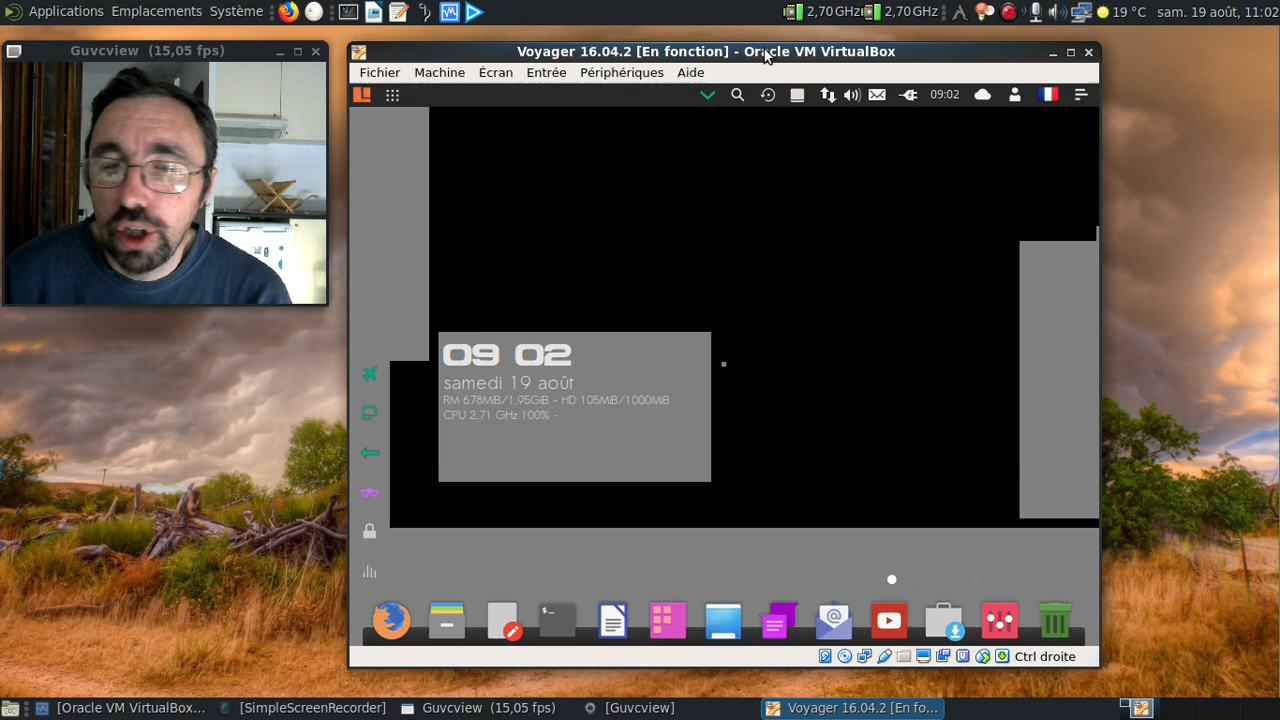 Applications Emplacements Système
2,70 GHz 2,70 GHz 19 °C sam. 19 août, 11:02
Guvcview (15,05 fps)
Voyager 16.04.2 [En fonction] - Oracle VM VirtualBox
Fichier Machine Écran Entrée Périphériques Aide
09:02
09 02
samedi 19 août
RM 678MiB/1,95GiB - HD 105MiB/1000MiB
CPU 2,71 GHz 100% -
Ctrl droite
[Oracle VM VirtualBox... [SimpleScreenRecorder] Guvcview (15,05 fps) [Guvcview] Voyager 16.04.2 [En fo...